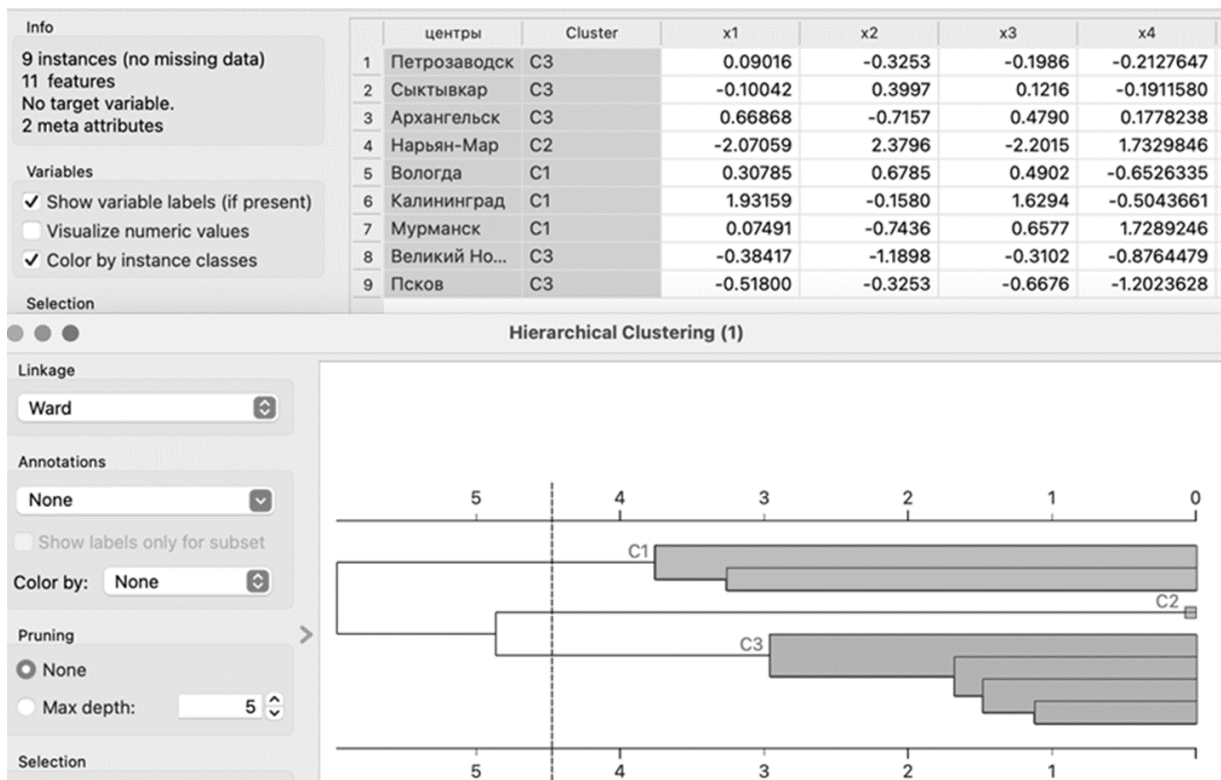 Info
9 instances (no missing data)
11 features
No target variable.
2 meta attributes
Variables
Show variable labels (if present)
Visualize numeric values
Color by instance classes
Selection
центры Cluster x1 x2 x3 x4
1 Петрозаводск C3 0.09016 -0.3253 -0.1986 -0.2127647
2 Сыктывкар C3 -0.10042 0.3997 0.1216 -0.1911580
3 Архангельск C3 0.66868 -0.7157 0.4790 0.1778238
4 Нарьян-Мар C2 -2.07059 2.3796 -2.2015 1.7329846
5 Вологда C1 0.30785 0.6785 0.4902 -0.6526335
6 Калининград C1 1.93159 -0.1580 1.6294 -0.5043661
7 Мурманск C1 0.07491 -0.7436 0.6577 1.7289246
8 Великий Но... C3 -0.38417 -1.1898 -0.3102 -0.8764479
9 Псков C3 -0.51800 -0.3253 -0.6676 -1.2023628
Hierarchical Clustering (1)
Linkage
Ward
Annotations
None
Show labels only for subset
Color by: None
Pruning
None
Max depth: 5
Selection
5 4 3 2 1 0
C1
C2
C3
5 4 3 2 1